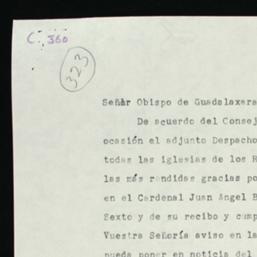 C. 360
323
Señor Obispo de Guadalaxara
De acuerdo del Consej
ocasión el adjunto Despacho
todas las iglesias de los R
las más rendidas gracias po
en el Cardenal Juan Angel B
Sexto y de su recibo y cump
Vuestra Señoría aviso en la
pueda poner en noticia del